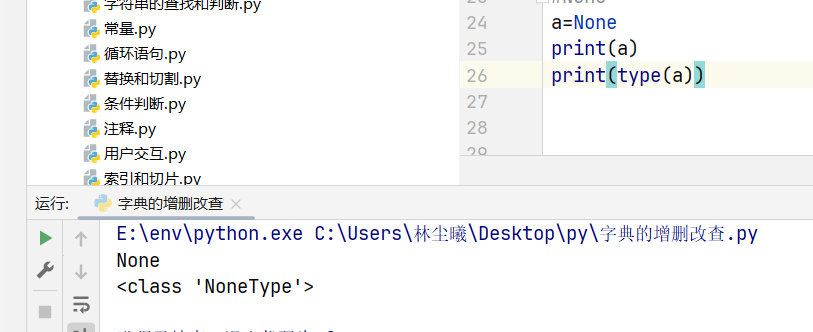 字符串的查找和判断.py
常量.py
循环语句.py
替换和切割.py
条件判断.py
注释.py
用户交互.py
索引和切片.py
#None
24 a=None
25 print(a)
26 print(type(a))
27
28
29
运行: 字典的增删改查
E:\env\python.exe C:\Users\林尘曦\Desktop\py\字典的增删改查.py
None
<class 'NoneType'>